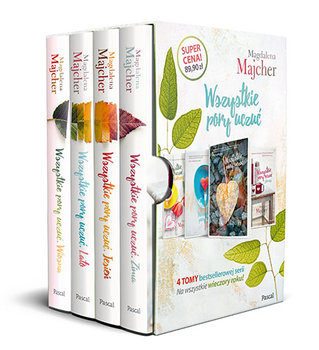 Magdalena
Majcher
Wszystkie pory uczuć. Wiosna
Pascal
Magdalena
Majcher
Wszystkie pory uczuć. Lato
Pascal
Magdalena
Majcher
Wszystkie pory uczuć. Jesień
Pascal
Magdalena
Majcher
Wszystkie pory uczuć. Zima
Pascal
SUPER
CENA!
89,90 zł
Magdalena
Majcher
Wszystkie
pory uczuć
4 TOMY bestsellerowej serii
Na wszystkie wieczory roku!
Pascal